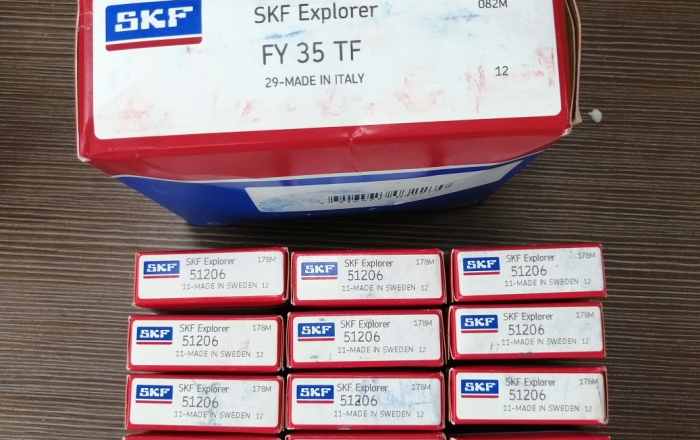 SKF
SKF Explorer
082M
FY 35 TF
29-MADE IN ITALY
12
SKF
SKF Explorer
178M
51206
11-MADE IN SWEDEN 12
SKF
SKF Explorer
178M
51206
11-MADE IN SWEDEN 12
SKF
SKF Explorer
178M
51206
11-MADE IN SWEDEN 12
SKF
SKF Explorer
178M
51206
11-MADE IN SWEDEN 12
SKF
SKF Explorer
178M
51206
11-MADE IN SWEDEN 12
SKF
SKF Explorer
178M
51206
11-MADE IN SWEDEN 12
SKF
SKF Explorer
178M
51206
11-MADE IN SWEDEN 12
SKF
SKF Explorer
178M
51206
11-MADE IN SWEDEN 12
SKF
SKF Explorer
178M
51206
11-MADE IN SWEDEN 12